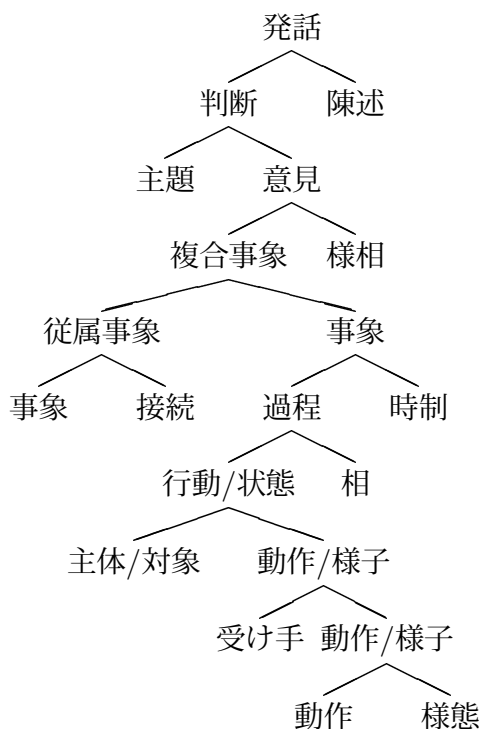 発話
判断 陳述
主題 意見
複合事象 様相
従属事象 事象
事象 接続 過程 時制
行動/状態 相
主体/対象 動作/様子
受け手 動作/様子
動作 様態